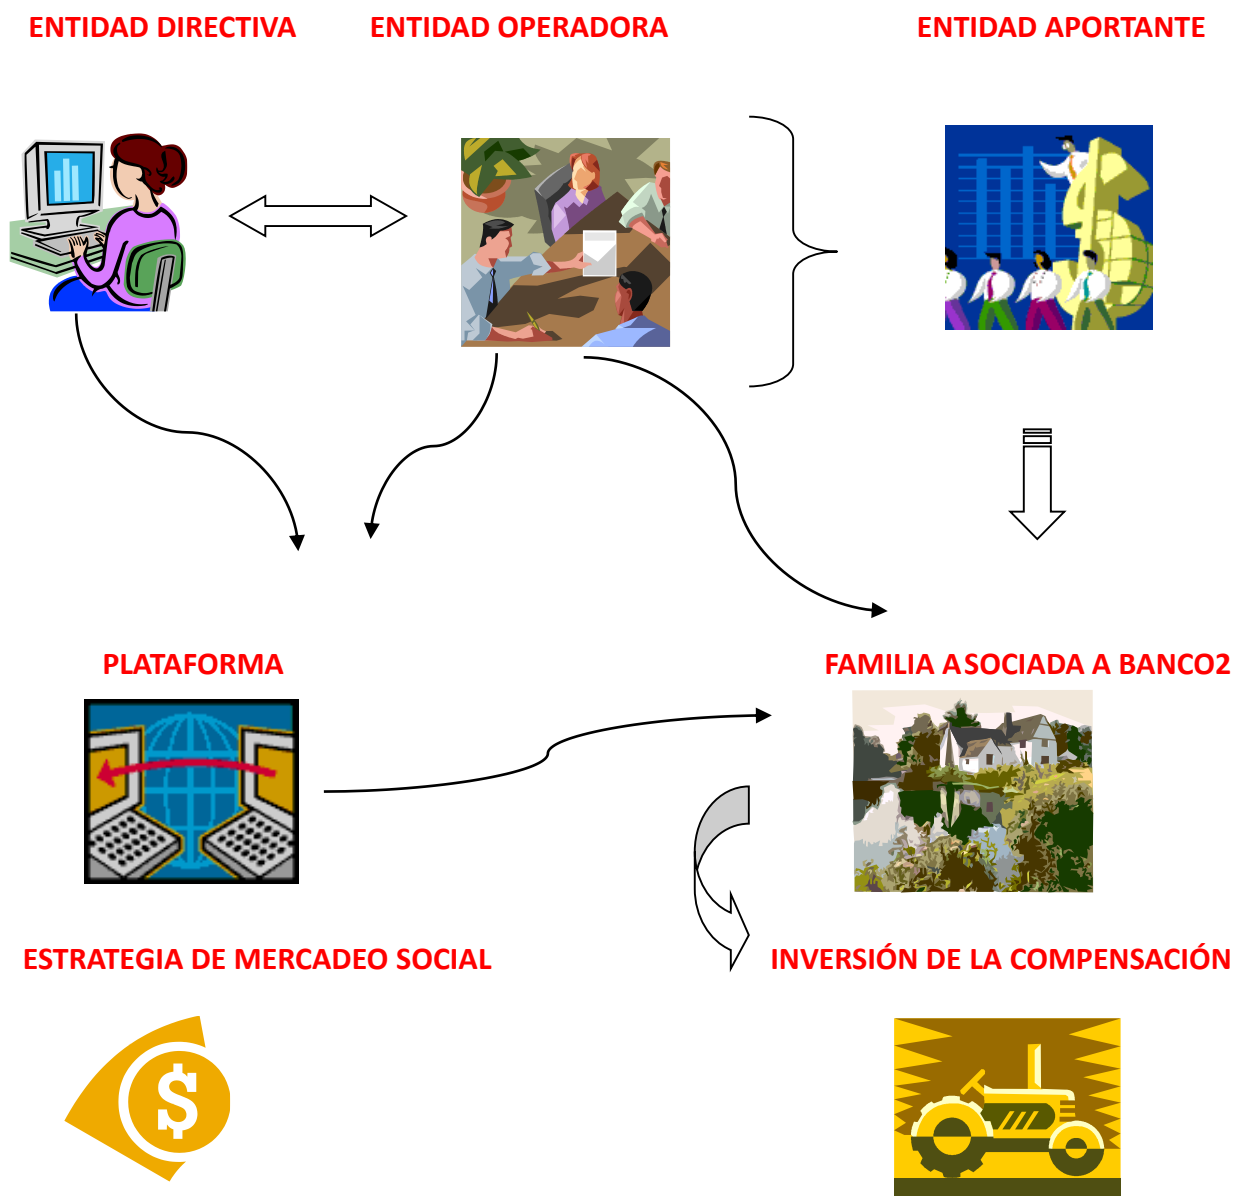 ENTIDAD DIRECTIVA
ENTIDAD OPERADORA
ENTIDAD APORTANTE
PLATAFORMA
FAMILIA ASOCIADA A BANCO2
ESTRATEGIA DE MERCADEO SOCIAL
INVERSIÓN DE LA COMPENSACIÓN
$